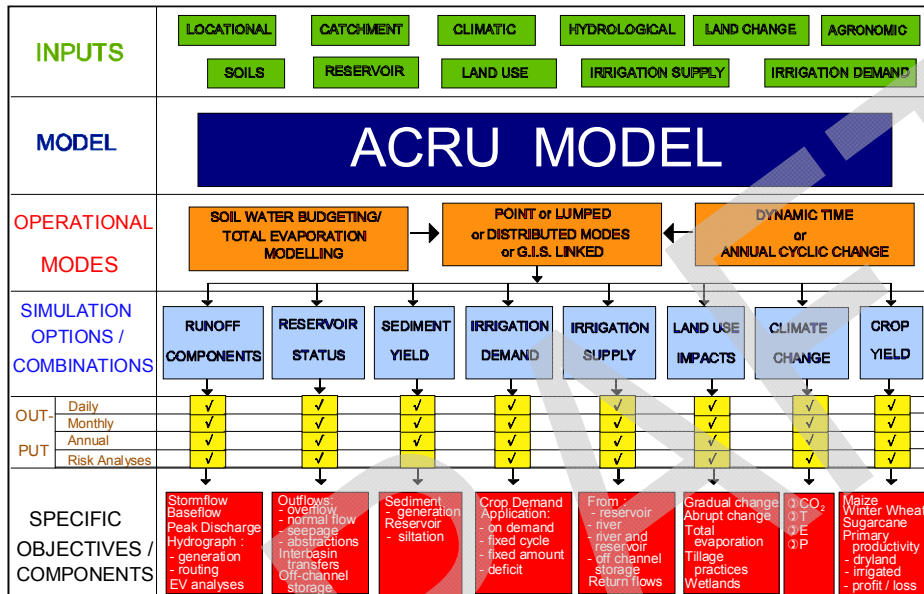 INPUTS
LOCATIONAL
CATCHMENT
CLIMATIC
HYDROLOGICAL
LAND CHANGE
AGRONOMIC
SOILS
RESERVOIR
LAND USE
IRRIGATION SUPPLY
IRRIGATION DEMAND
MODEL
ACRU MODEL
OPERATIONAL
MODES
SOIL WATER BUDGETING/
TOTAL EVAPORATION
MODELLING
POINT or LUMPED
or DISTRIBUTED MODES
or G.I.S. LINKED
DYNAMIC TIME
or
ANNUAL CYCLIC CHANGE
SIMULATION
OPTIONS /
COMBINATIONS
RUNOFF
COMPONENTS
RESERVOIR
STATUS
SEDIMENT
YIELD
IRRIGATION
DEMAND
IRRIGATION
SUPPLY
LAND USE
IMPACTS
CLIMATE
CHANGE
CROP
YIELD
OUT-
PUT
Daily
√ √ √ √ √ √ √ √
Monthly
√ √ √ √ √ √ √ √
Annual
√ √ √ √ √ √ √ √
Risk Analyses
√ √ √ √ √ √ √
SPECIFIC
OBJECTIVES /
COMPONENTS
Stormflow
Baseflow
Peak Discharge
Hydrograph :
- generation
- routing
EV analyses
Outflows:
- overflow
- normal flow
- seepage
- abstractions
Interbasin
transfers
Off-channel
storage
Sediment
- generation
Reservoir
- siltation
Crop Demand
Application:
- on demand
- fixed cycle
- fixed amount
- deficit
From :
- reservoir
- river
- river and
reservoir
- off channel
storage
Return flows
Gradual change
Abrupt change
Total
evaporation
Tillage
practices
Wetlands
CO₂
T
E
P
Maize
Winter Wheat
Sugarcane
Primary
productivity
- dryland
- irrigated
- profit / loss